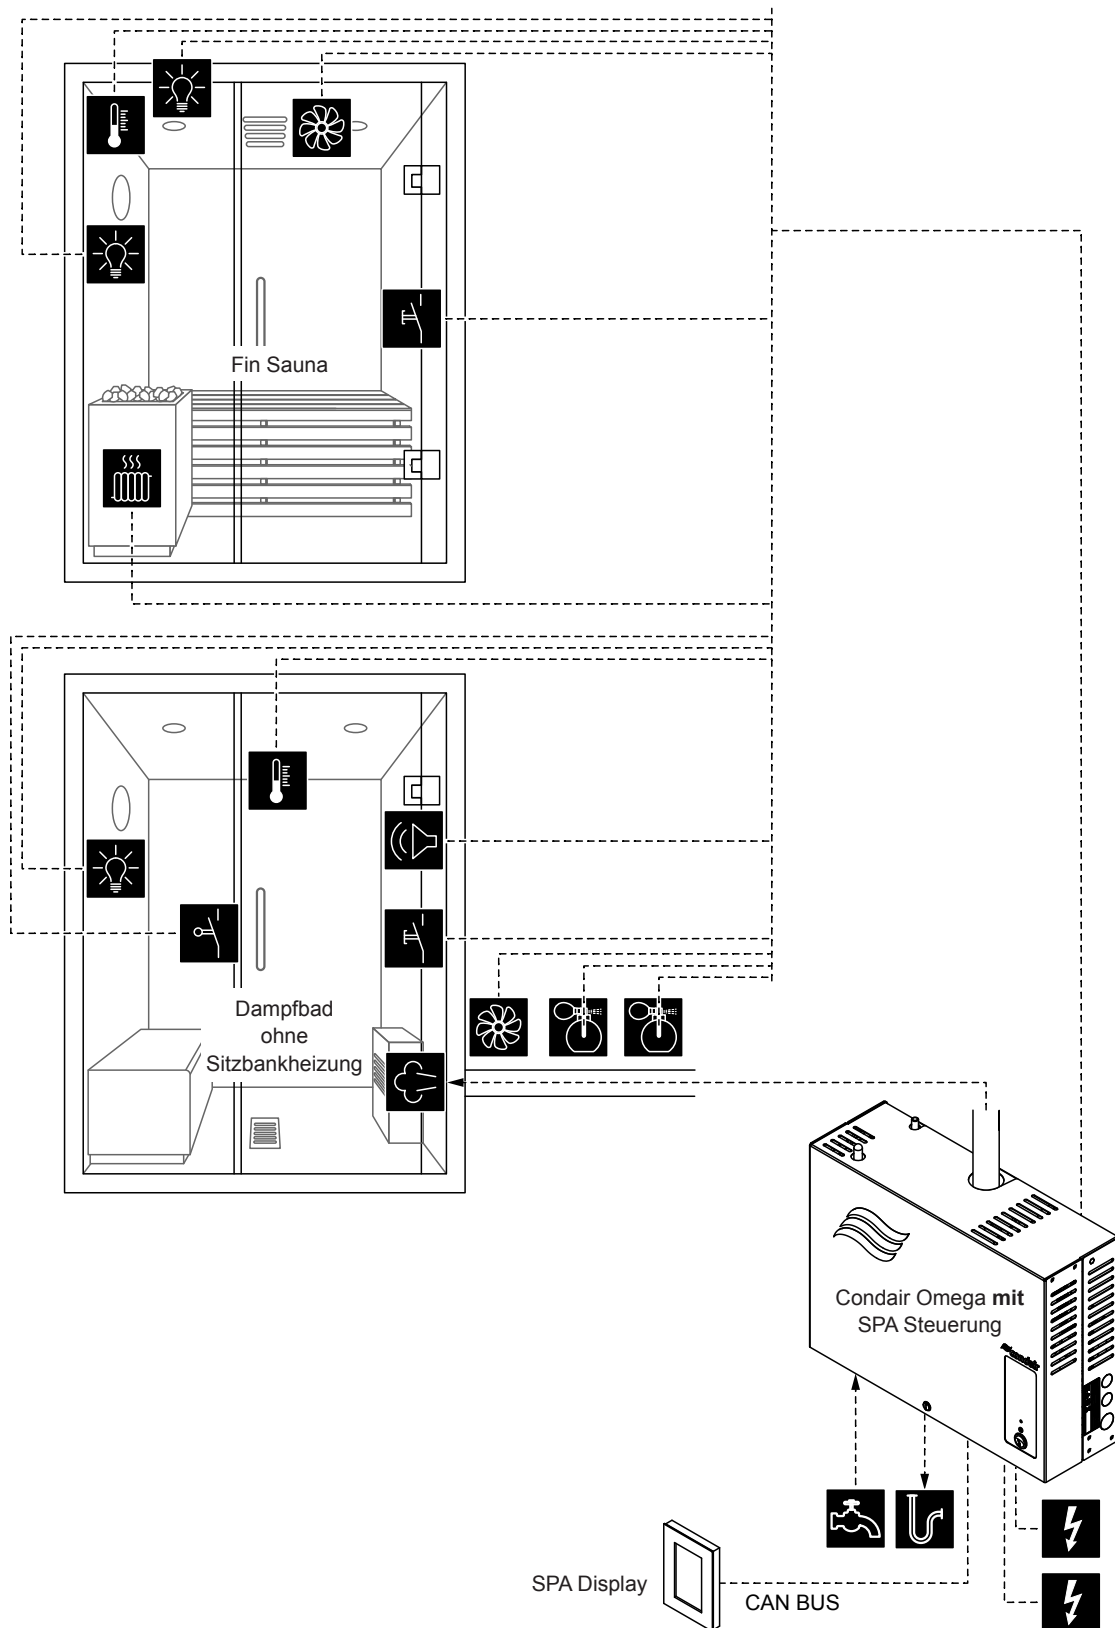 Fin Sauna
Dampfbad
ohne
Sitzbankheizung
Condair Omega mit
SPA Steuerung
SPA Display
CAN BUS